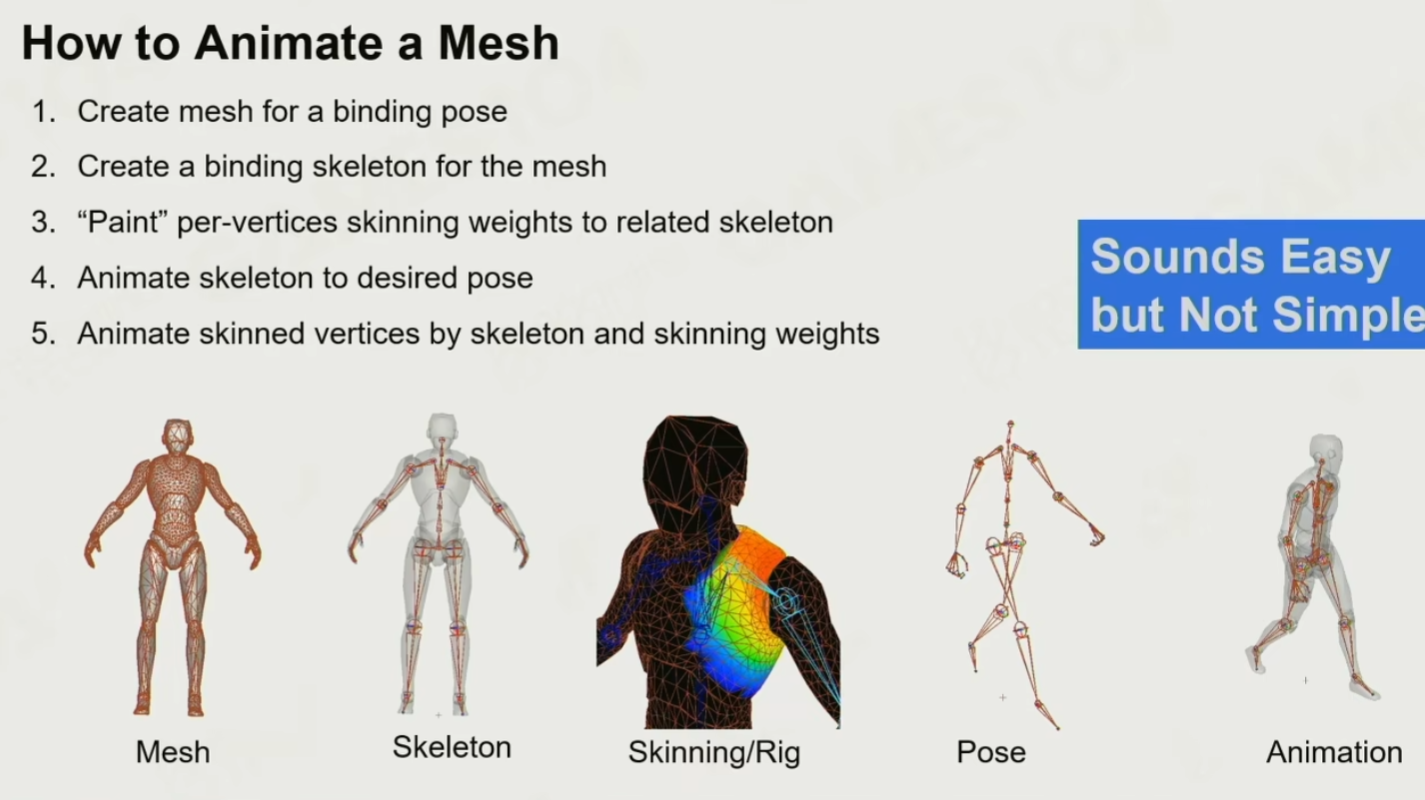 How to Animate a Mesh
1. Create mesh for a binding pose
2. Create a binding skeleton for the mesh
3. “Paint” per-vertices skinning weights to related skeleton
4. Animate skeleton to desired pose
5. Animate skinned vertices by skeleton and skinning weights
Sounds Easy
but Not Simple
Mesh
Skeleton
Skinning/Rig
Pose
Animation